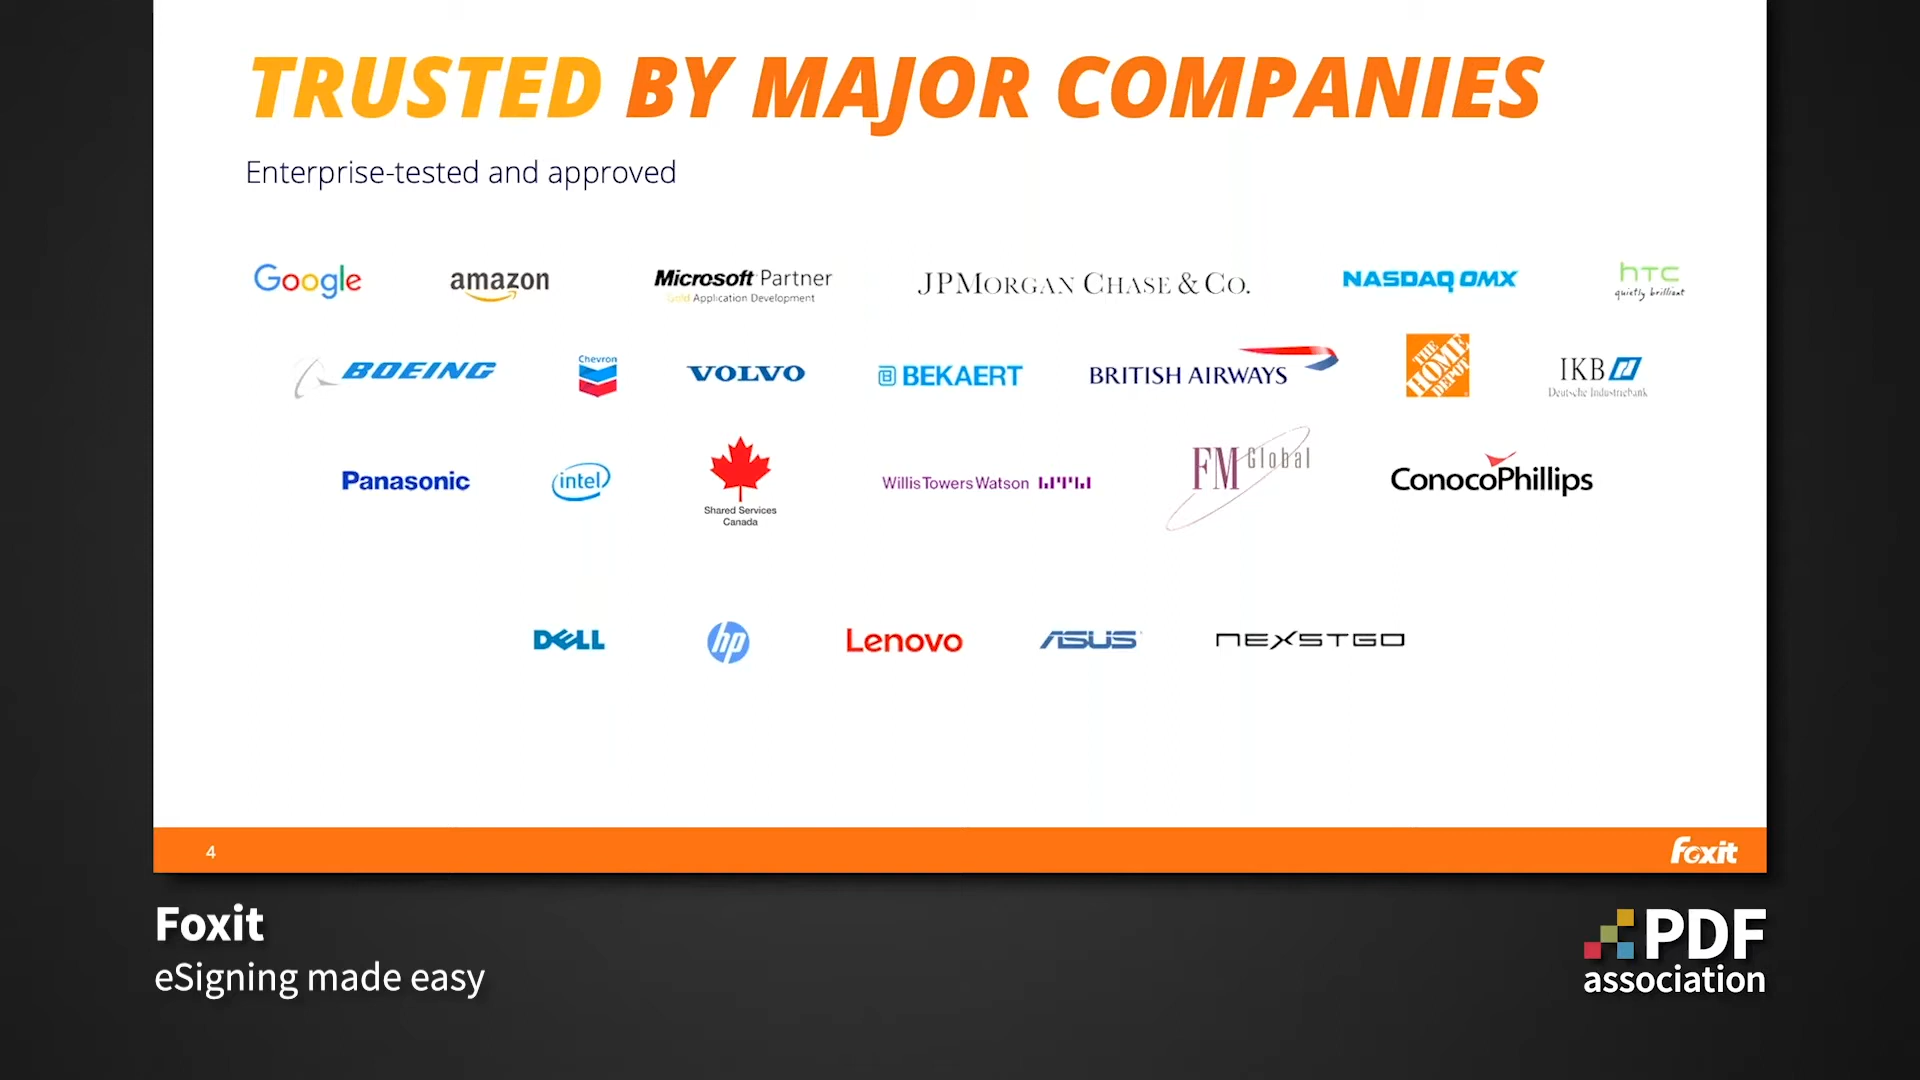 TRUSTED BY MAJOR COMPANIES
Enterprise-tested and approved
Google amazon Microsoft Partner JPMORGAN CHASE & CO. NASDAQ OMX htc
Gold Application Development quietly brilliant
BOEING Chevron VOLVO BEKAERT BRITISH AIRWAYS THE HOME DEPOT IKB
Deutsche Industriebank
Panasonic intel Shared Services Canada Willis Towers Watson FM Global ConocoPhillips
DELL hp Lenovo ASUS NEXSTGO
4 Foxit
Foxit
eSigning made easy
PDF
association